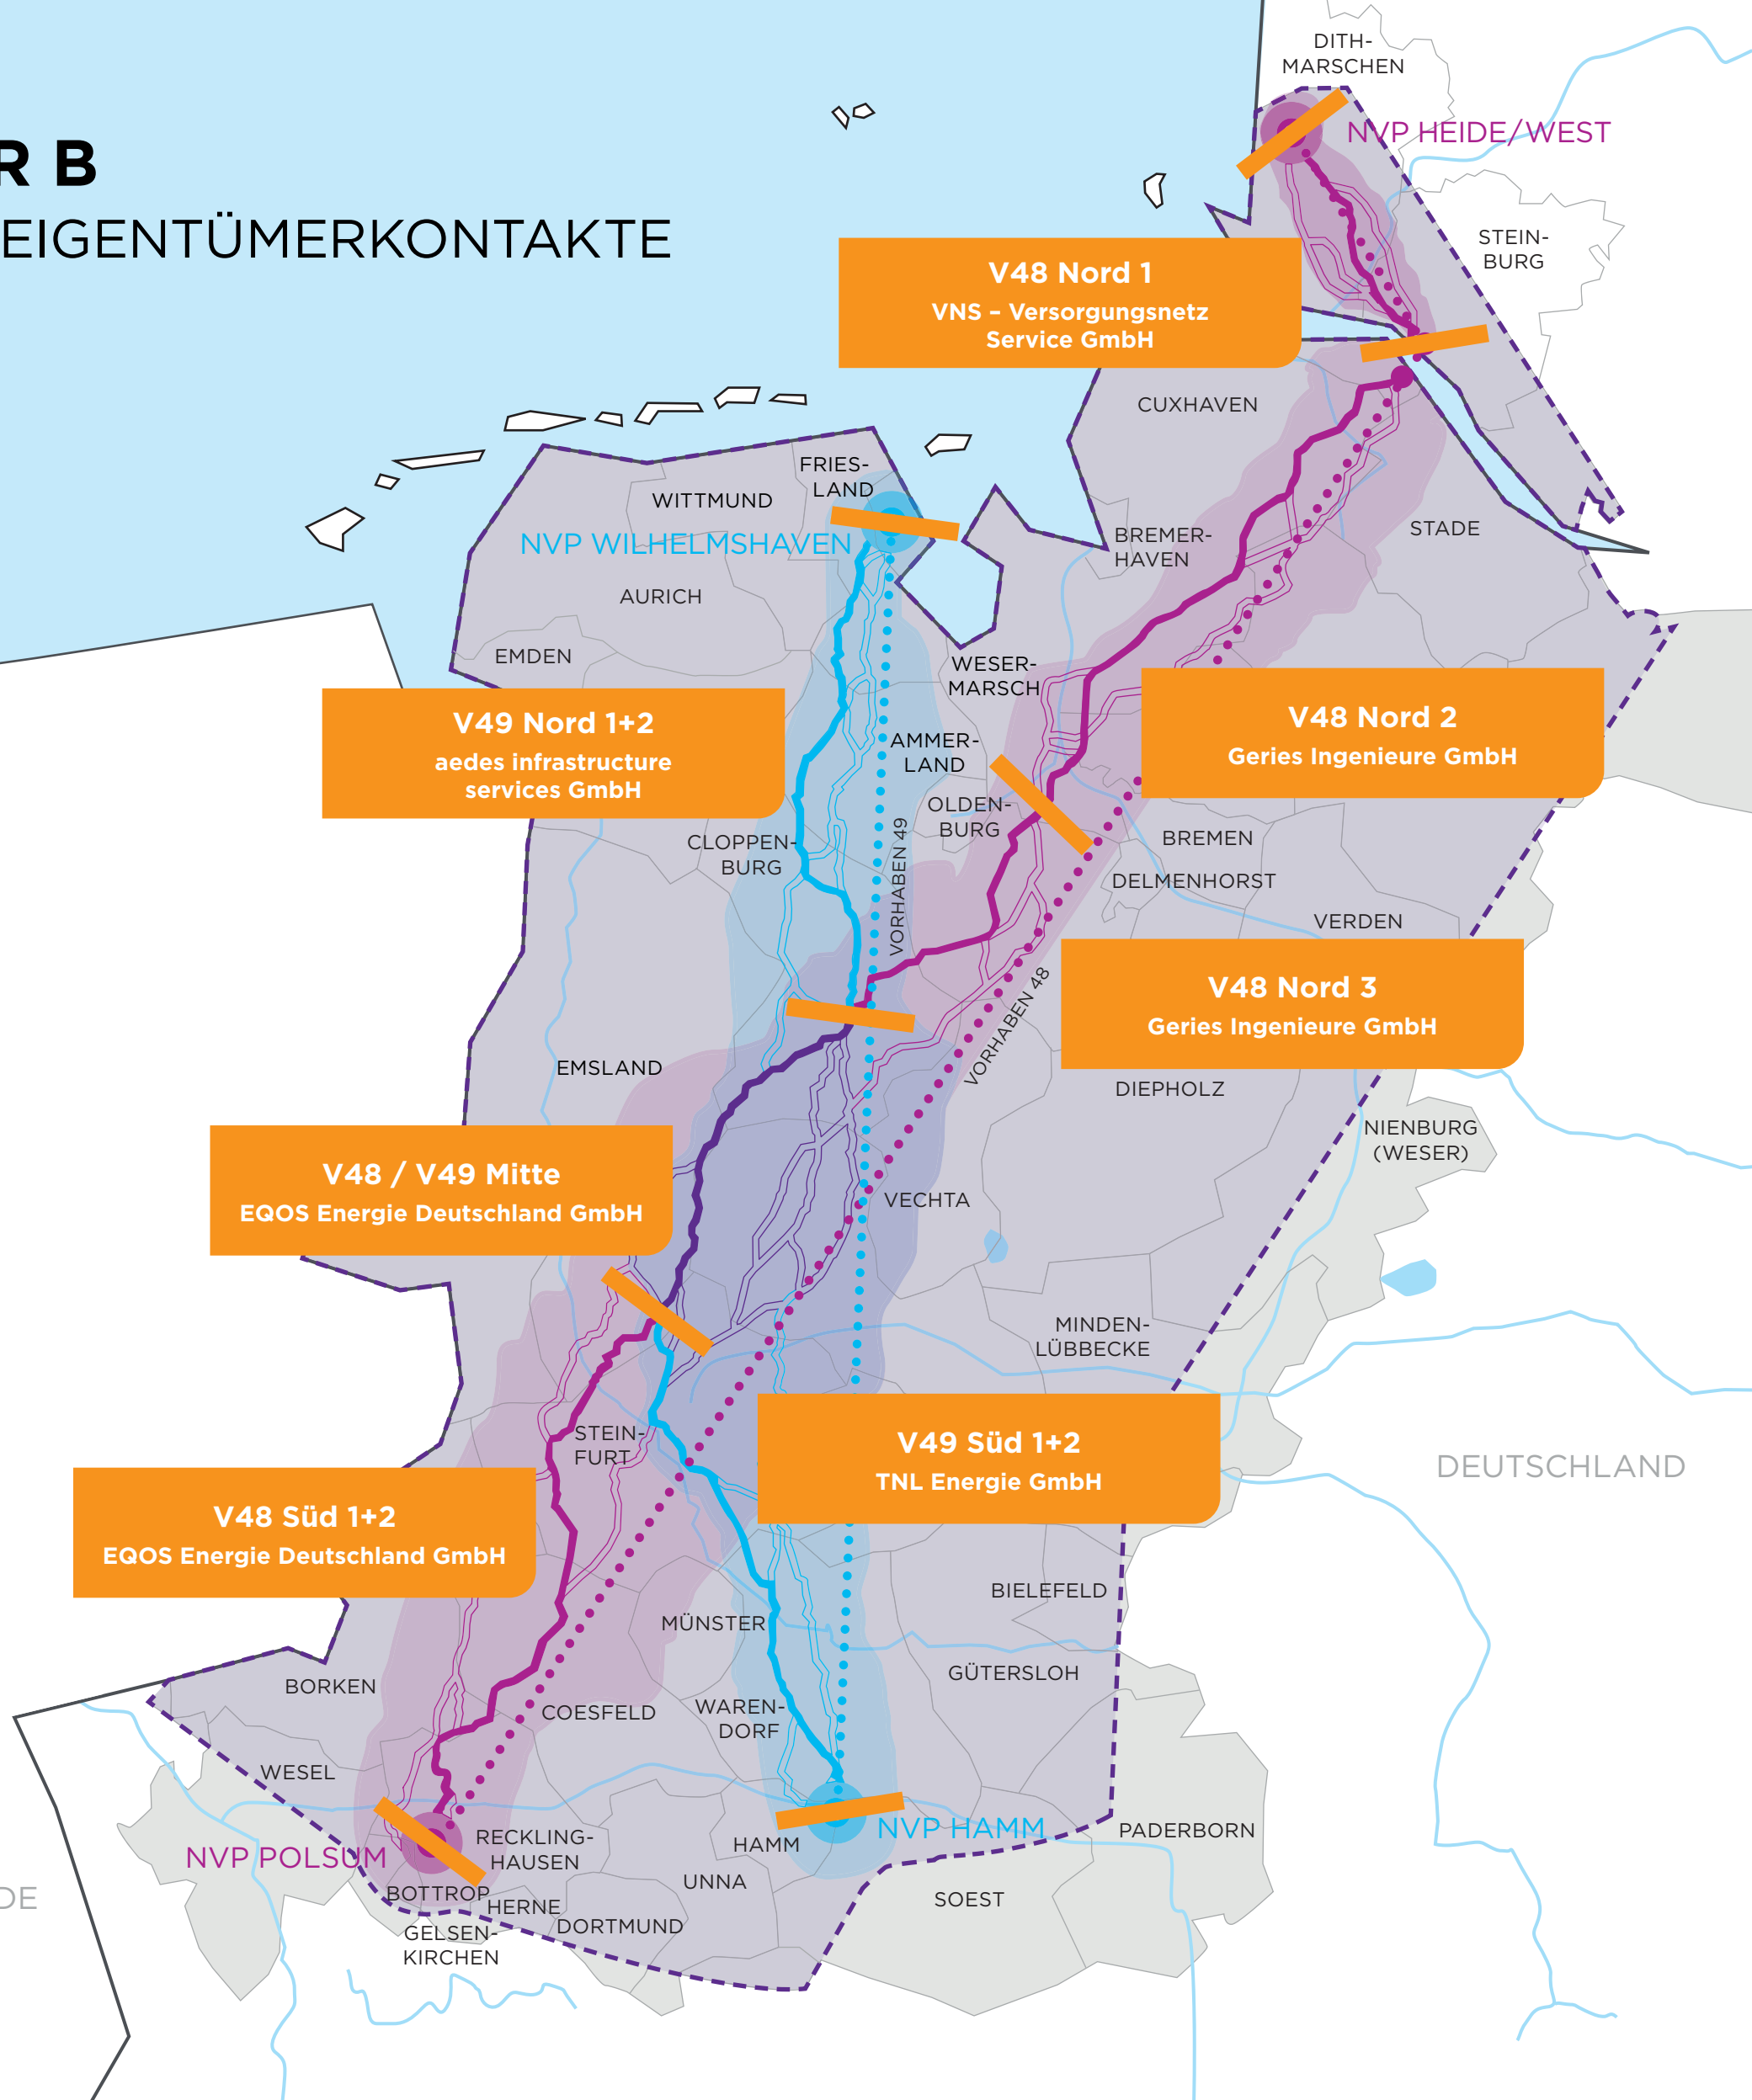 R B
EIGENTÜMERKONTAKTE
DITH-
MARSCHEN
NVP HEIDE/WEST
STEIN-
BURG
V48 Nord 1
VNS – Versorgungsnetz
Service GmbH
CUXHAVEN
FRIES-
LAND
WITTMUND
NVP WILHELMSHAVEN
BREMER-
HAVEN
STADE
AURICH
EMDEN
WESER-
MARSCH
V49 Nord 1+2
aedes infrastructure
services GmbH
V48 Nord 2
Geries Ingenieure GmbH
AMMER-
LAND
OLDEN-
BURG
CLOPPEN-
BURG
VORHABEN 49
BREMEN
DELMENHORST
VERDEN
V48 Nord 3
Geries Ingenieure GmbH
VORHABEN 48
EMSLAND
DIEPHOLZ
NIENBURG
(WESER)
V48 / V49 Mitte
EQOS Energie Deutschland GmbH
VECHTA
MINDEN-
LÜBBECKE
STEIN-
FURT
V49 Süd 1+2
TNL Energie GmbH
DEUTSCHLAND
V48 Süd 1+2
EQOS Energie Deutschland GmbH
BIELEFELD
MÜNSTER
GÜTERSLOH
BORKEN
COESFELD
WAREN-
DORF
WESEL
NVP HAMM
PADERBORN
NVP POLSUM
RECKLING-
HAUSEN
HAMM
UNNA
BOTTROP
HERNE
SOEST
DE
DORTMUND
GELSEN-
KIRCHEN